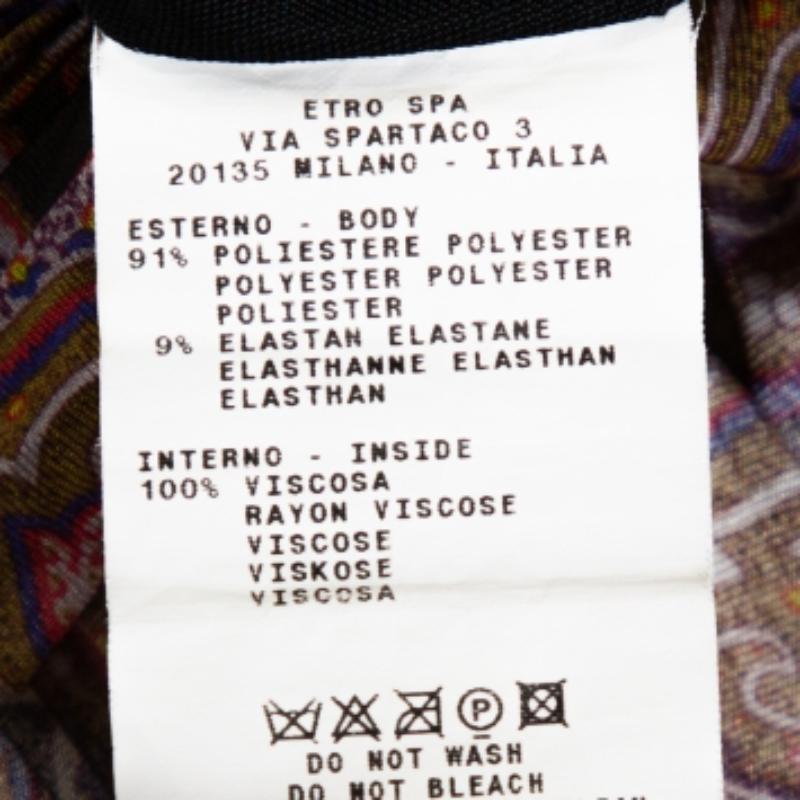 ETRO SPA
VIA SPARTACO 3
20135 MILANO - ITALIA
ESTERNO - BODY
91% POLIESTERE POLYESTER
POLYESTER POLYESTER
POLIESTER
9% ELASTAN ELASTANE
ELASTHANNE ELASTHAN
ELASTHAN
INTERNO - INSIDE
100% VISCOSA
RAYON VISCOSE
VISCOSE
VISKOSE
VISCOSA
P
DO NOT WASH
DO NOT BLEACH